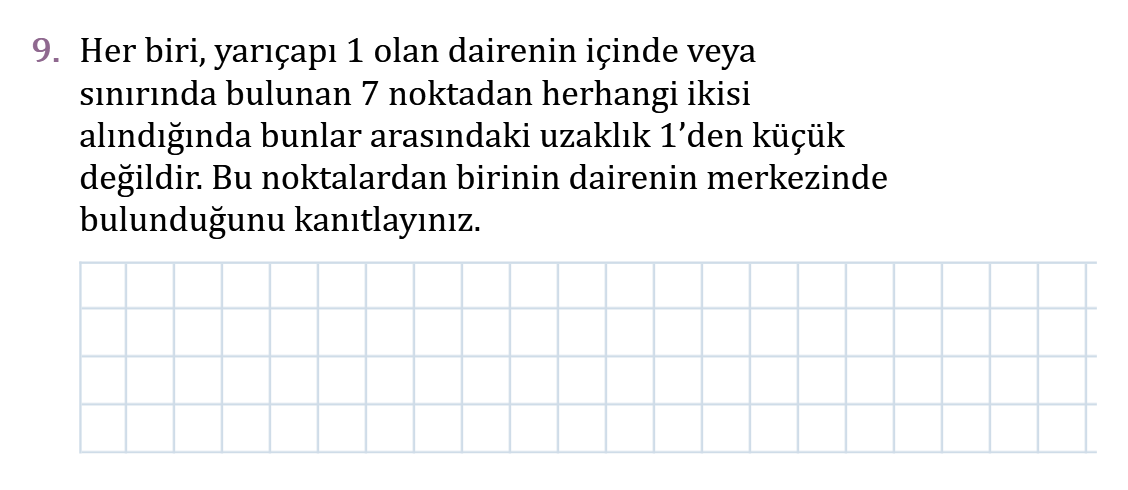 9. Her biri, yarıçapı 1 olan dairenin içinde veya
sınırında bulunan 7 noktadan herhangi ikisi
alındığında bunlar arasındaki uzaklık 1’den küçük
değildir. Bu noktalardan birinin dairenin merkezinde
bulunduğunu kanıtlayınız.